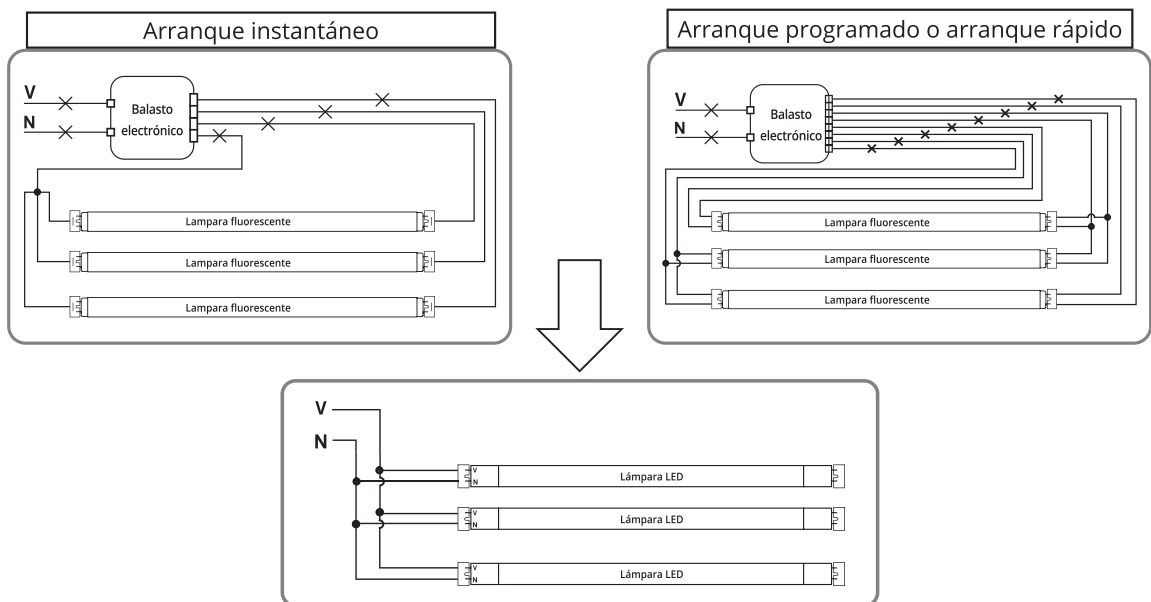 Arranque instantáneo
V
N
Balasto
electrónico
Lampara fluorescente
Lampara fluorescente
Lampara fluorescente
Arranque programado o arranque rápido
V
N
Balasto
electrónico
Lampara fluorescente
Lampara fluorescente
Lampara fluorescente
V
N
V
N
Lámpara LED
V
N
Lámpara LED
V
N
Lámpara LED